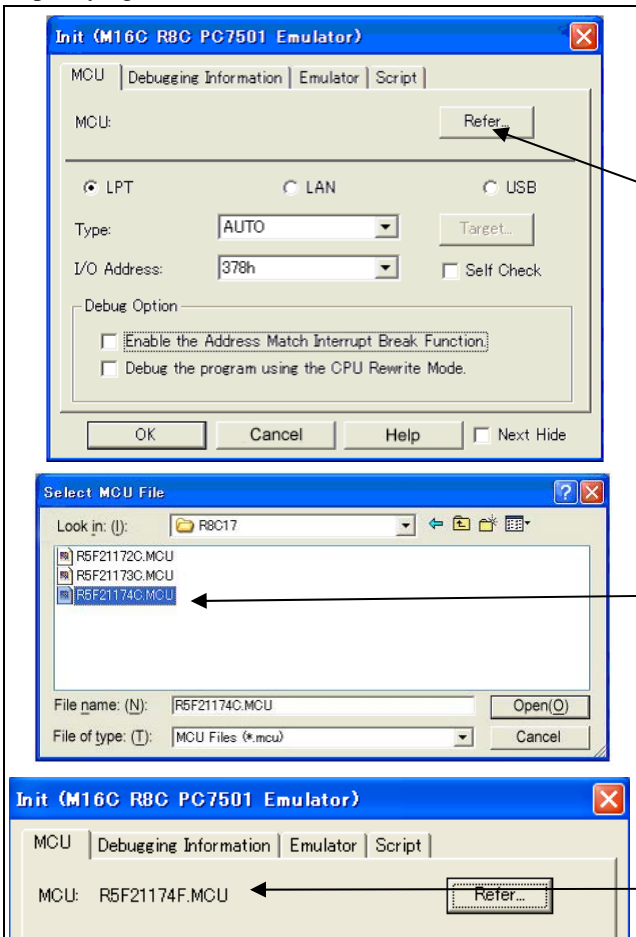 Init (M16C R8C PC7501 Emulator)
MCU Debugging Information Emulator Script
MCU: Refer...
LPT LAN USB
Type: AUTO Target...
I/O Address: 378h Self Check
Debug Option
Enable the Address Match Interrupt Break Function.
Debug the program using the CPU Rewrite Mode.
OK Cancel Help Next Hide
Select MCU File
Look in: (I): R8C17
R5F21172C.MCU
R5F21173C.MCU
R5F21174C.MCU
File name: (N): R5F21174C.MCU Open(O)
File of type: (T): MCU Files (*.mcu) Cancel
Init (M16C R8C PC7501 Emulator)
MCU Debugging Information Emulator Script
MCU: R5F21174F.MCU Refer...